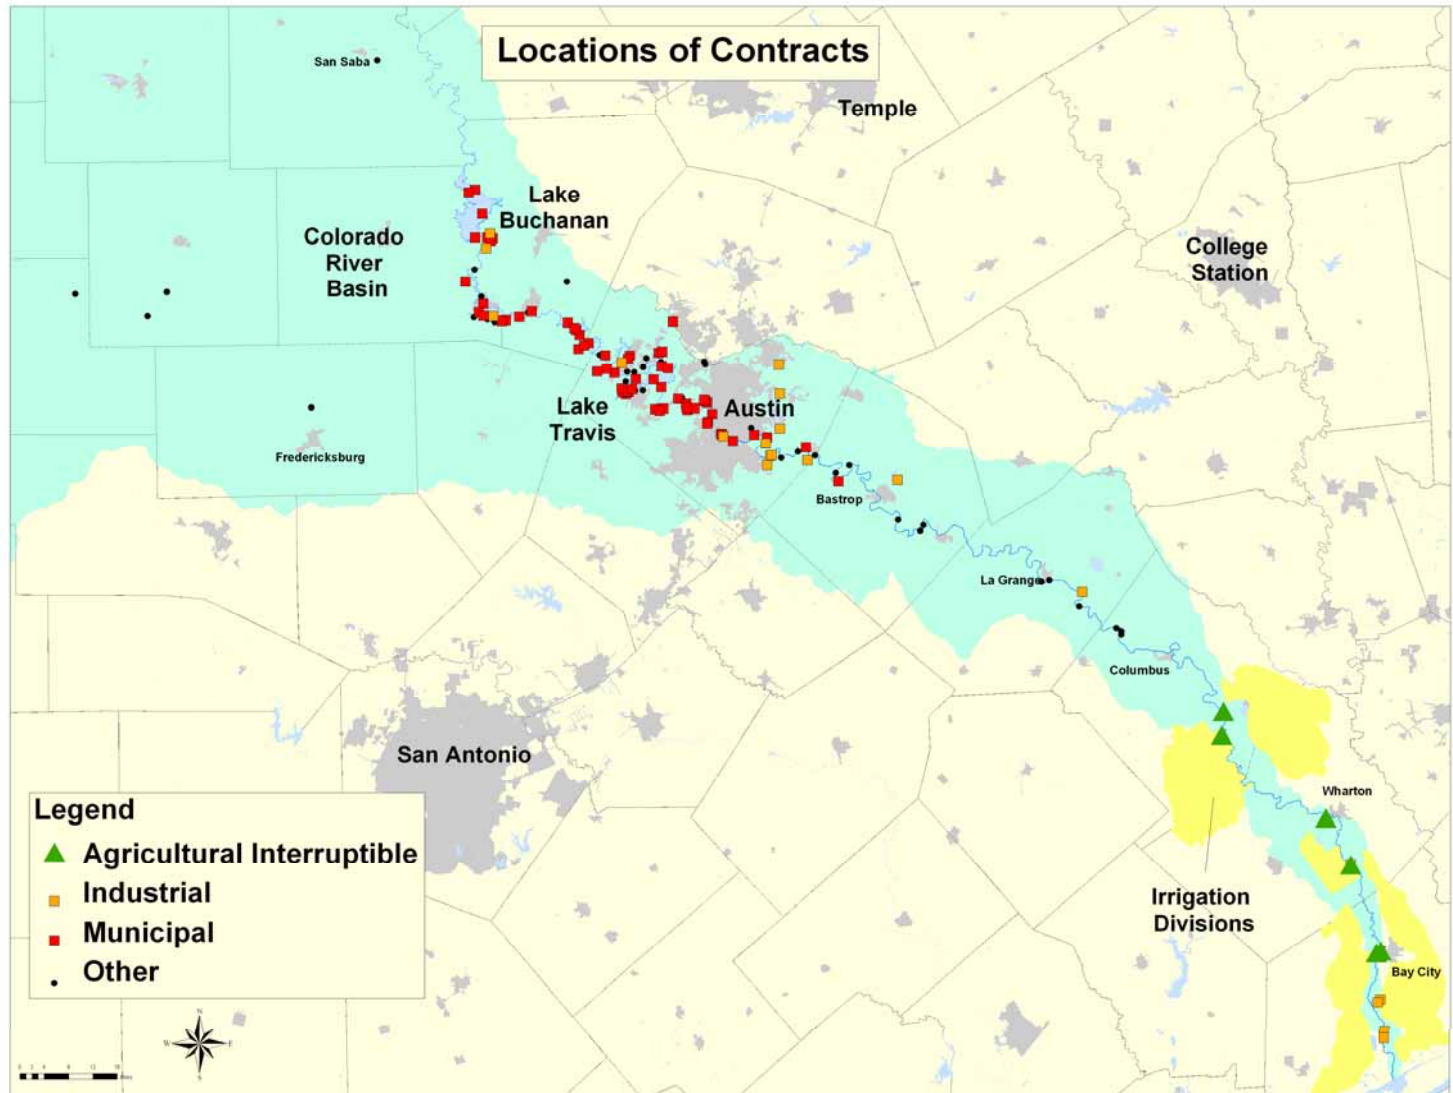 Locations of Contracts
San Saba
Temple
Lake
Buchanan
Colorado
River
Basin
College
Station
Lake
Travis
Austin
Fredericksburg
Bastrop
La Grange
Columbus
San Antonio
Wharton
Irrigation
Divisions
Bay City
Legend
Agricultural Interruptible
Industrial
Municipal
Other
N
W
E
S